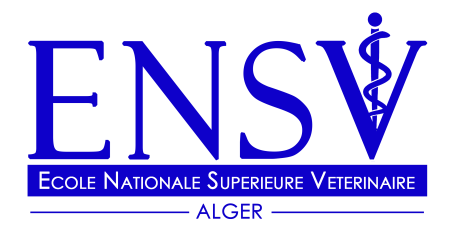 ENSV
ECOLE NATIONALE SUPERIEURE VETERINAIRE
ALGER